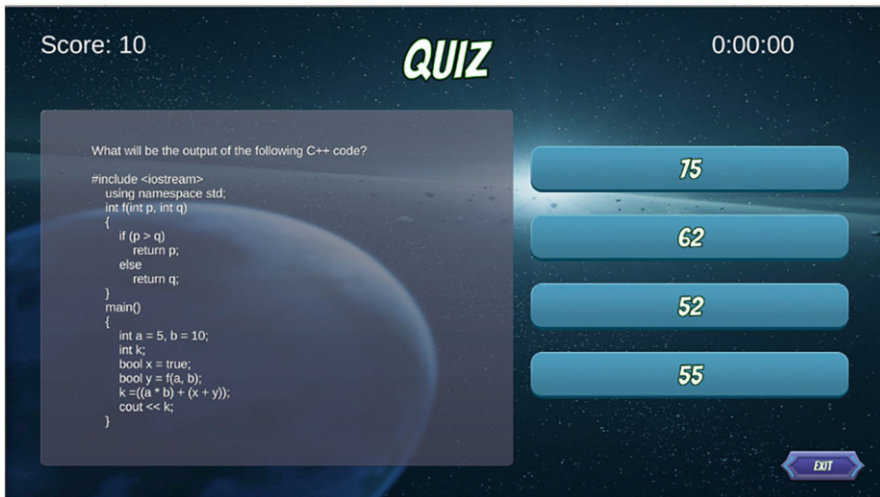 Score: 10
QUIZ
0:00:00
What will be the output of the following C++ code?
#include <iostream>
using namespace std;
int f(int p, int q)
{
if (p > q)
return p;
else
return q;
}
main()
{
int a = 5, b = 10;
int k;
bool x = true;
bool y = f(a, b);
k =((a * b) + (x + y));
cout << k;
}
75
62
52
55
EXIT